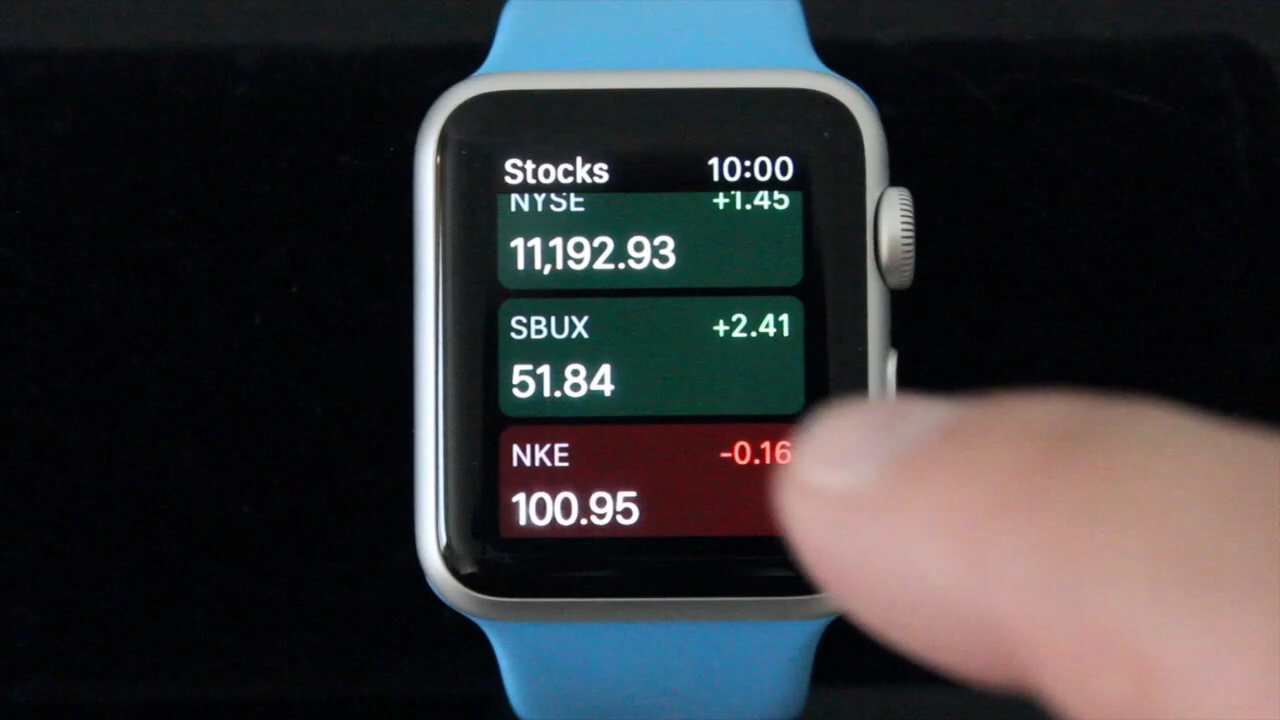 Stocks 10:00
NYSE +1.45
11,192.93
SBUX +2.41
51.84
NKE -0.16
100.95